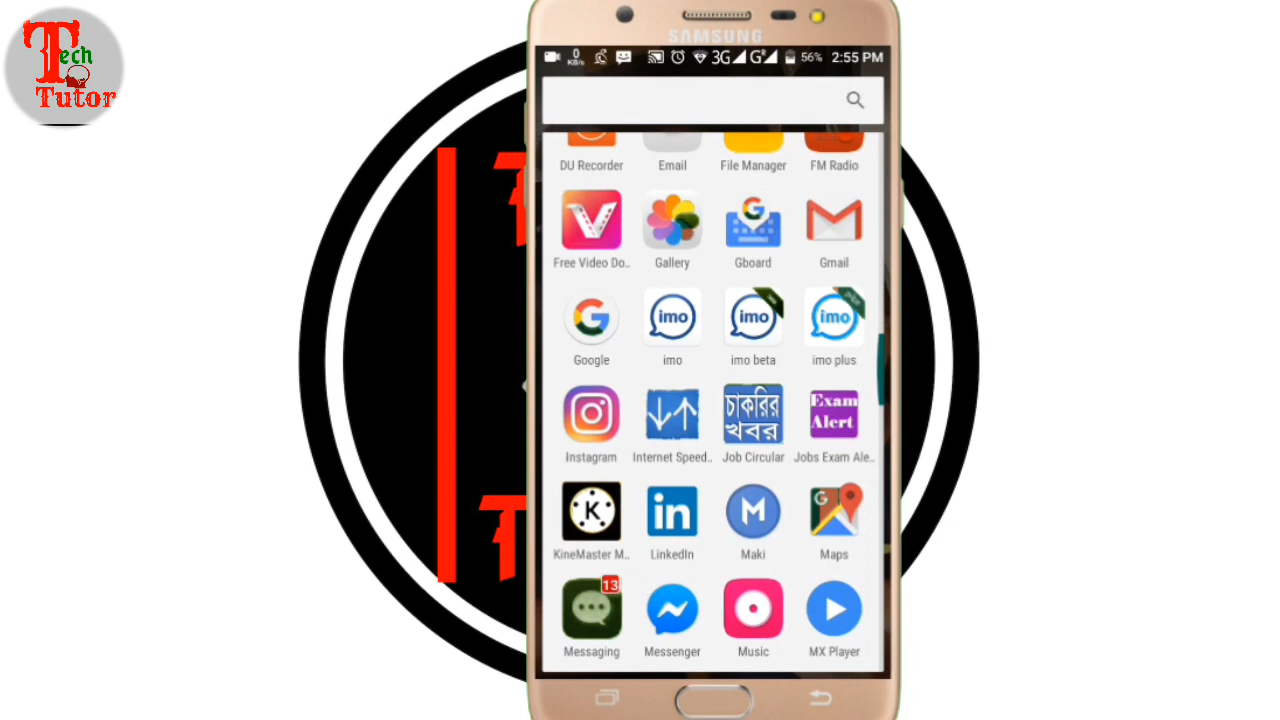 Tech
Tutor
SAMSUNG
0
KB/s
3G
56%
2:55 PM
DU Recorder
Email
File Manager
FM Radio
Free Video Do..
Gallery
Gboard
Gmail
Google
imo
imo
imo
imo
imo beta
imo plus
Instagram
চাকরির
খবর
Exam
Alert
Internet Speed..
Job Circular
Jobs Exam Ale..
K
in
M
G
KineMaster M..
LinkedIn
Maki
Maps
13
Messaging
Messenger
Music
MX Player